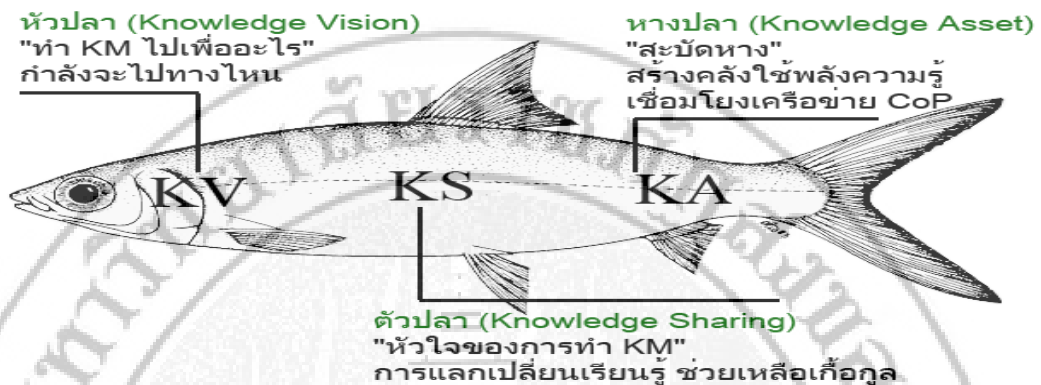 หัวปลา (Knowledge Vision)
"ทำ KM ไปเพื่ออะไร"
กำลังจะไปทางไหน
หางปลา (Knowledge Asset)
"สะบัดหาง"
สร้างคลังใช้พลังความรู้
เชื่อมโยงเครือข่าย CoP
KV
KS
KA
ตัวปลา (Knowledge Sharing)
"หัวใจของการทำ KM"
การแลกเปลี่ยนเรียนรู้ ช่วยเหลือเกื้อกูล